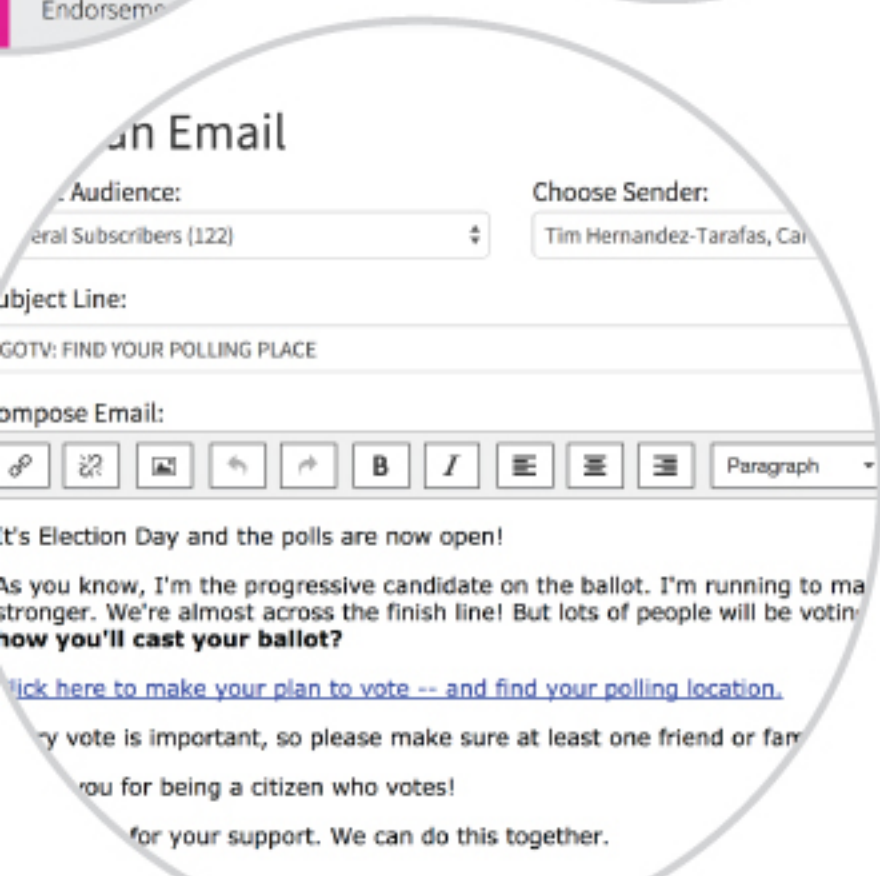 Endorseme
an Email
Audience:
Choose Sender:
eral Subscribers (122)
Tim Hernandez-Tarafas, Car
ubject Line:
GOTV: FIND YOUR POLLING PLACE
ompose Email:
B I Paragraph
It's Election Day and the polls are now open!
As you know, I'm the progressive candidate on the ballot. I'm running to ma
stronger. We're almost across the finish line! But lots of people will be votin
how you'll cast your ballot?
lick here to make your plan to vote -- and find your polling location.
ry vote is important, so please make sure at least one friend or fam
you for being a citizen who votes!
for your support. We can do this together.